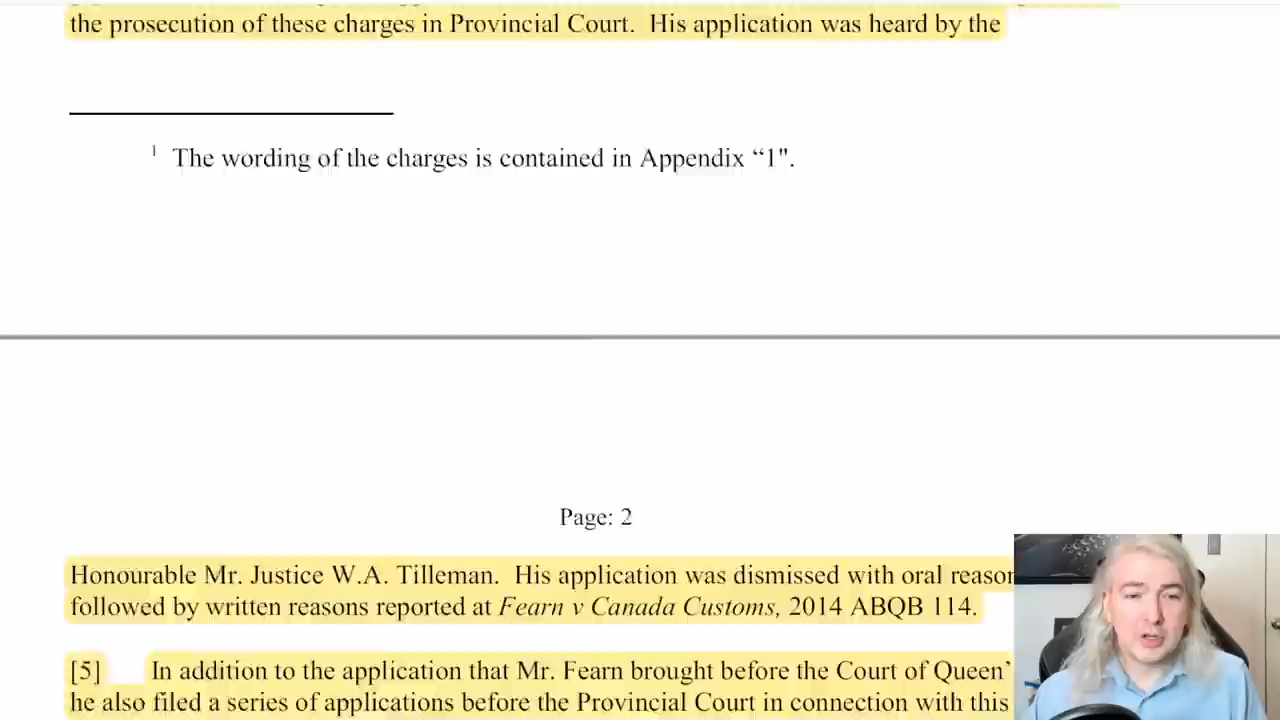 the prosecution of these charges in Provincial Court. His application was heard by the
1 The wording of the charges is contained in Appendix “1".
Page: 2
Honourable Mr. Justice W.A. Tilleman. His application was dismissed with oral reason
followed by written reasons reported at Fearn v Canada Customs, 2014 ABQB 114.
[5] In addition to the application that Mr. Fearn brought before the Court of Queen’
he also filed a series of applications before the Provincial Court in connection with this